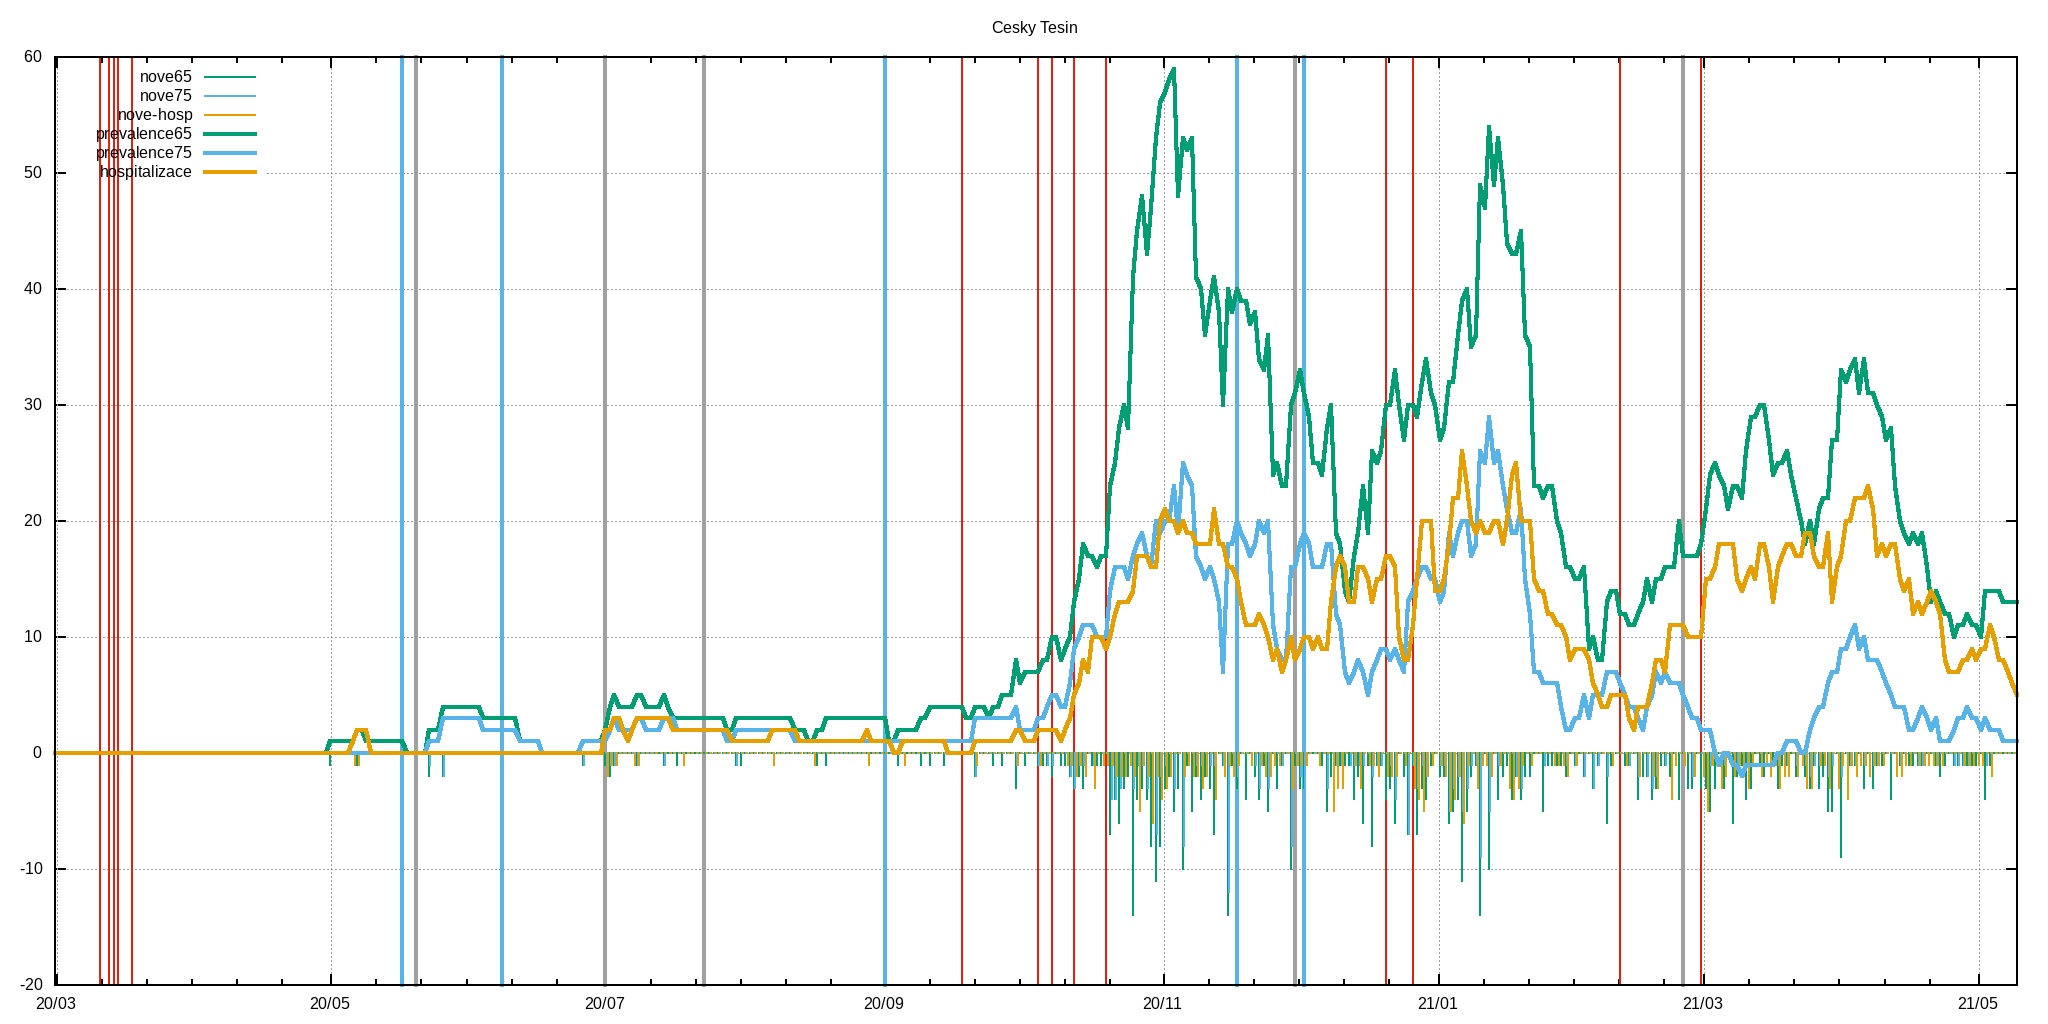 Cesky Tesin
60
50
40
30
20
10
0
-10
-20
nove65
nove75
nove-hosp
prevalence65
prevalence75
hospitalizace
20/03 20/05 20/07 20/09 20/11 21/01 21/03 21/05